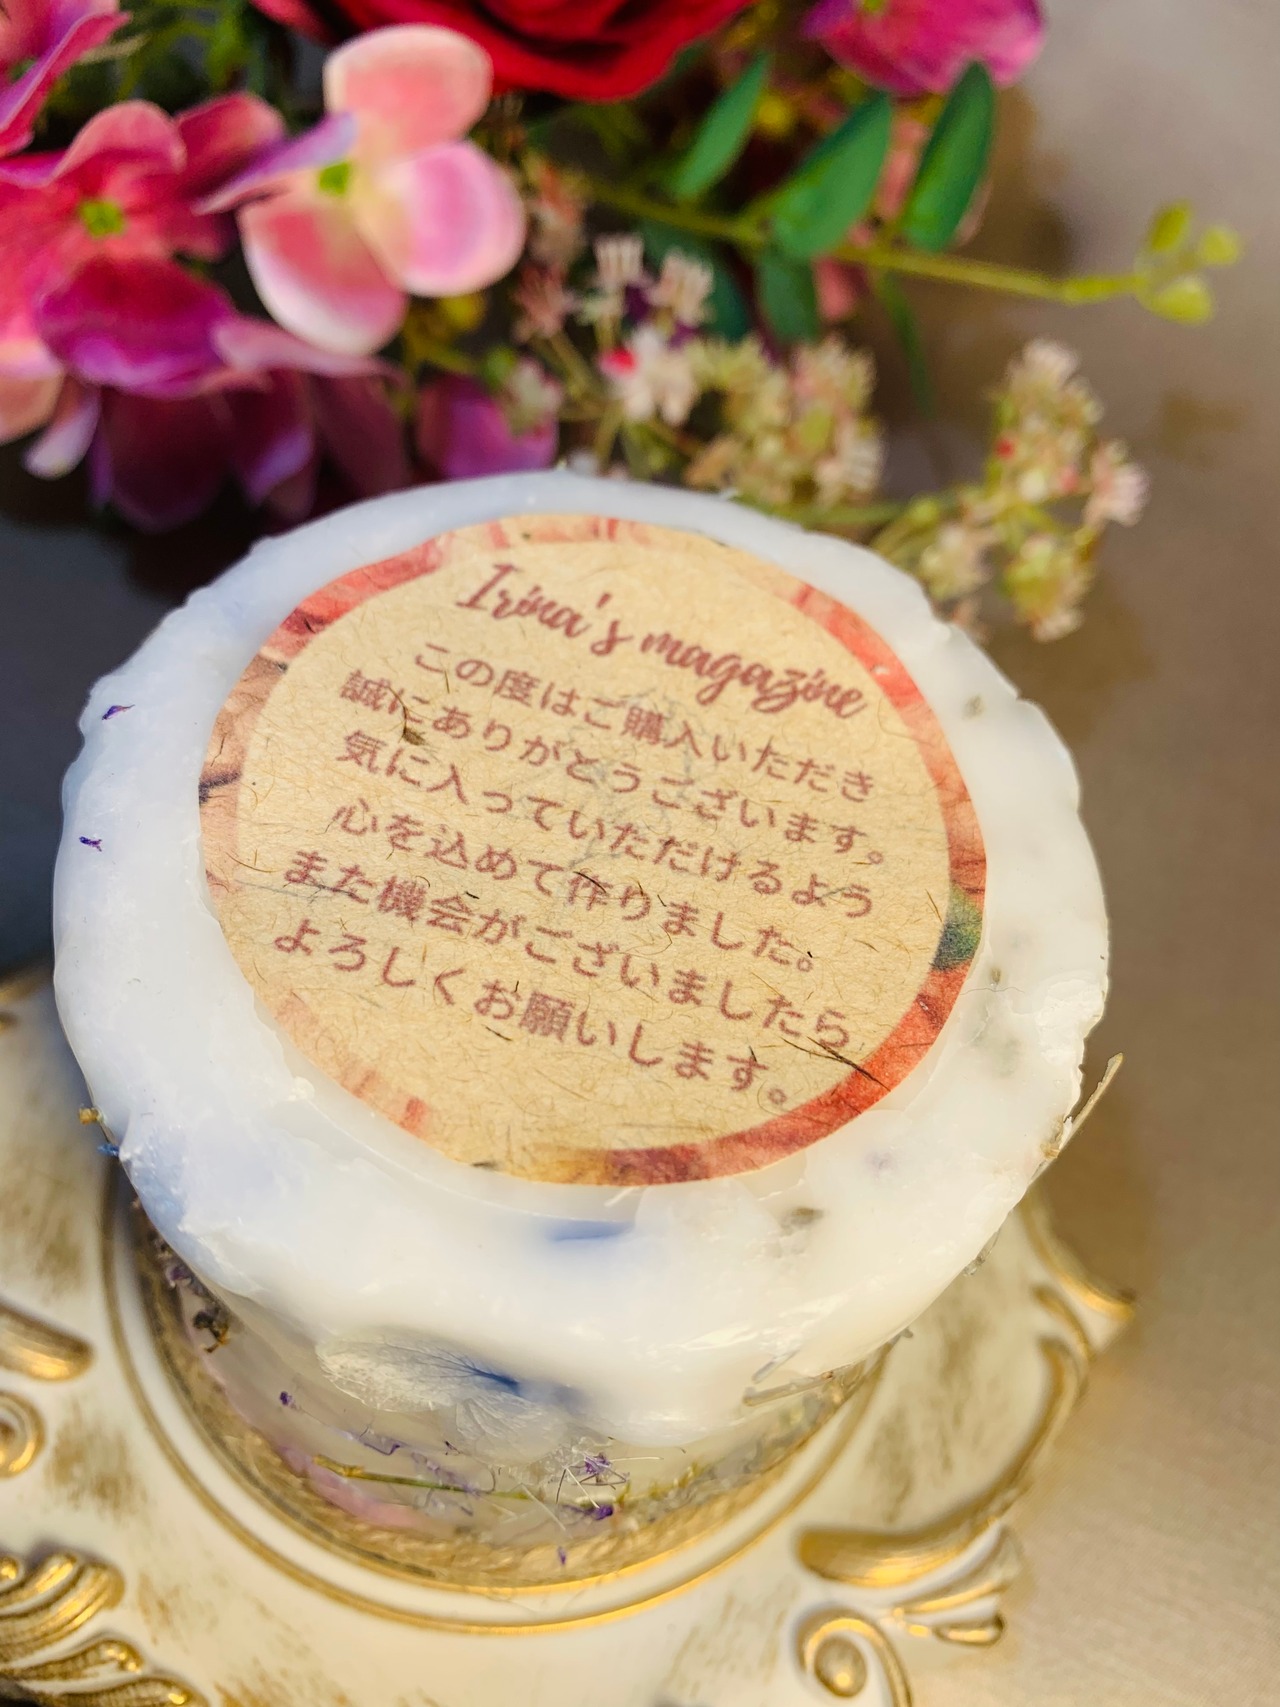 Irina's magazine
この度はご購入いただき
誠にありがとうございます。
気に入っていただけるよう
心を込めて作りました。
また機会がございましたら
よろしくお願いします。